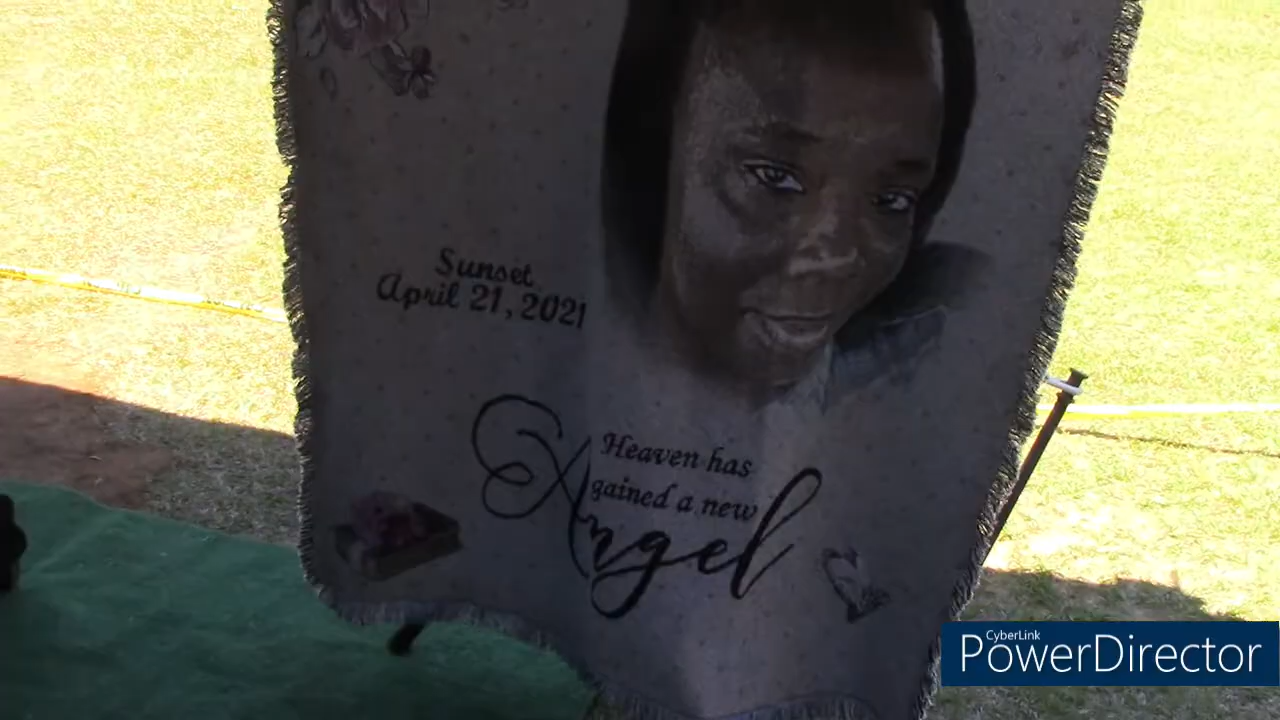 Sunset
April 21, 2021
Heaven has
gained a new
Angel
CyberLink
PowerDirector